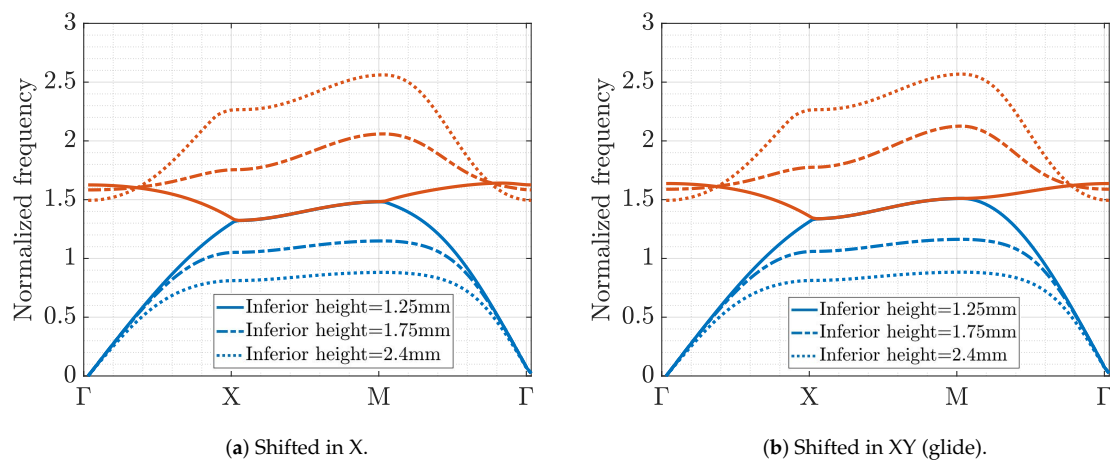 3
2.5
2
1.5
1
0.5
0
Normalized frequency
Inferior height=1.25mm
Inferior height=1.75mm
Inferior height=2.4mm
Γ X M Γ
(a) Shifted in X.
3
2.5
2
1.5
1
0.5
0
Normalized frequency
Inferior height=1.25mm
Inferior height=1.75mm
Inferior height=2.4mm
Γ X M Γ
(b) Shifted in XY (glide).